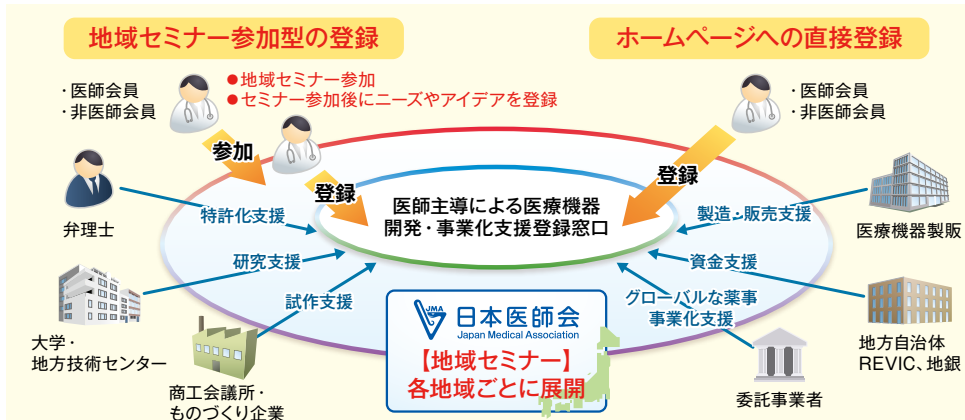 地域セミナー参加型の登録
ホームページへの直接登録
・医師会員
・非医師会員
●地域セミナー参加
●セミナー参加後にニーズやアイデアを登録
・医師会員
・非医師会員
参加
登録
登録
医師主導による医療機器
開発・事業化支援登録窓口
弁理士
特許化支援
製造・販売支援
医療機器製販
大学・
地方技術センター
研究支援
資金支援
地方自治体
REVIC、地銀
商工会議所・
ものづくり企業
試作支援
グローバルな薬事
事業化支援
委託事業者
JMA
日本医師会
Japan Medical Association
【地域セミナー】
各地域ごとに展開